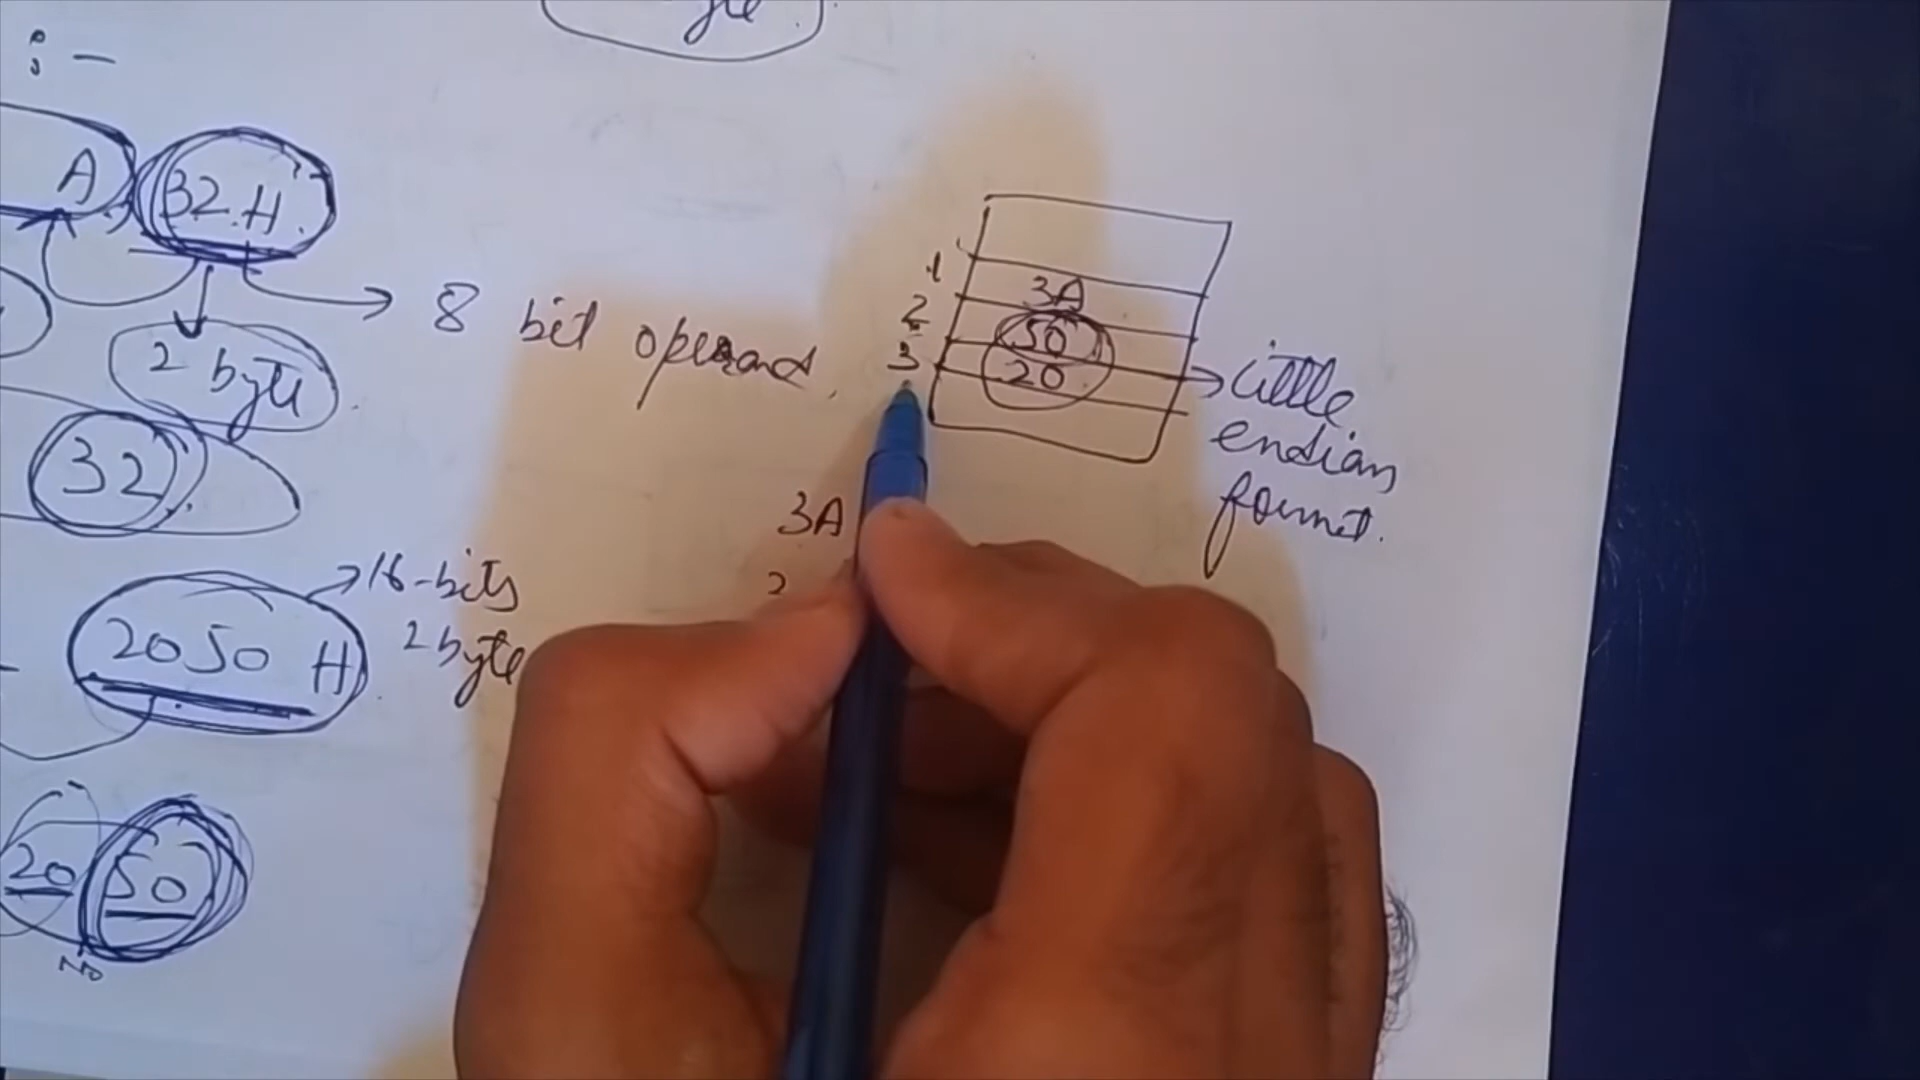 :-
A, 32 H
8 bit operand.
2 byte
32
1
2
3
3A
50
20
little
endian
format.
3A
2
16-bits
2 byte
2050 H
20 50
No